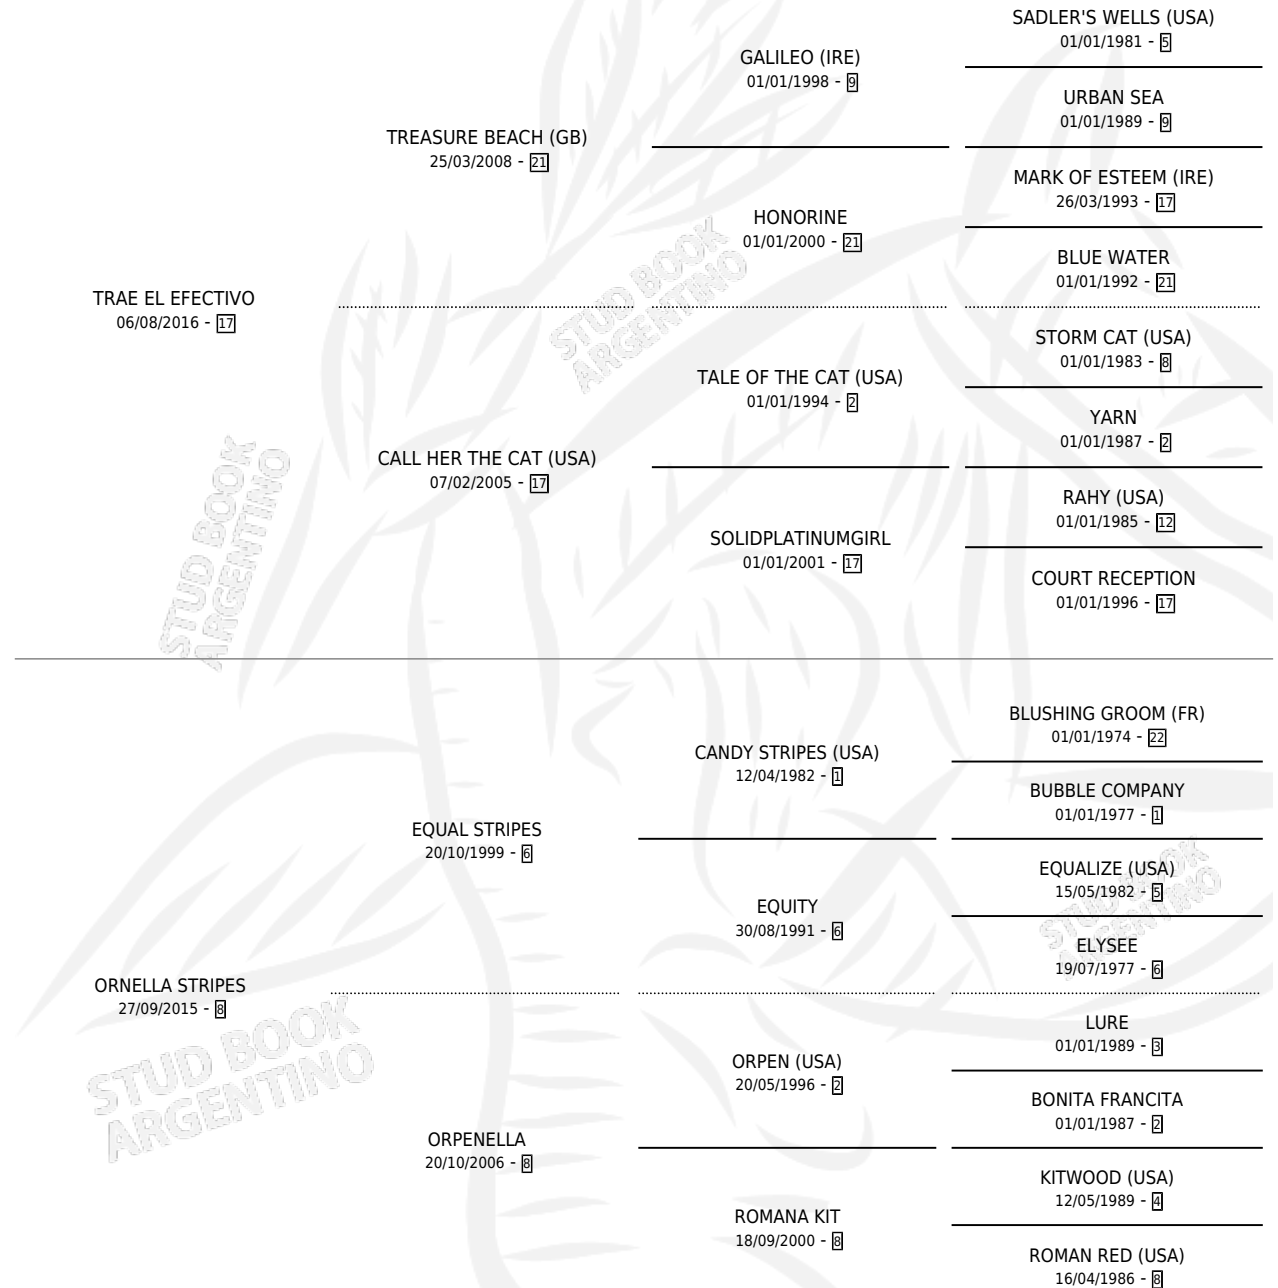 SADLER'S WELLS (USA)
01/01/1981 - 5
GALILEO (IRE)
01/01/1998 - 9
URBAN SEA
01/01/1989 - 9
TREASURE BEACH (GB)
25/03/2008 - 21
MARK OF ESTEEM (IRE)
26/03/1993 - 17
HONORINE
01/01/2000 - 21
BLUE WATER
01/01/1992 - 21
TRAE EL EFECTIVO
06/08/2016 - 17
STORM CAT (USA)
01/01/1983 - 8
TALE OF THE CAT (USA)
01/01/1994 - 2
YARN
01/01/1987 - 2
CALL HER THE CAT (USA)
07/02/2005 - 17
RAHY (USA)
01/01/1985 - 12
SOLIDPLATINUMGIRL
01/01/2001 - 17
COURT RECEPTION
01/01/1996 - 17
STUD BOOK
ARGENTINO
STUD BOOK
ARGENTINO
BLUSHING GROOM (FR)
01/01/1974 - 22
CANDY STRIPES (USA)
12/04/1982 - 1
BUBBLE COMPANY
01/01/1977 - 1
EQUAL STRIPES
20/10/1999 - 6
EQUALIZE (USA)
15/05/1982 - 5
EQUITY
30/08/1991 - 6
ELYSEE
19/07/1977 - 6
ORNELLA STRIPES
27/09/2015 - 8
LURE
01/01/1989 - 3
ORPEN (USA)
20/05/1996 - 2
BONITA FRANCITA
01/01/1987 - 2
ORPENELLA
20/10/2006 - 8
KITWOOD (USA)
12/05/1989 - 4
ROMANA KIT
18/09/2000 - 8
ROMAN RED (USA)
16/04/1986 - 8
STUD BOOK
ARGENTINO
STUD BOOK
ARGENTINO